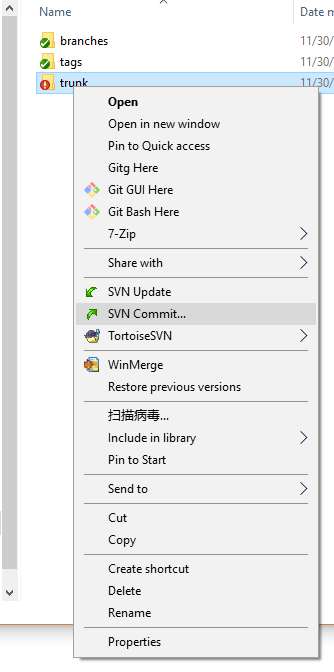 Name
Date m
branches
11/30/
tags
11/30/
trunk
11/30/
Open
Open in new window
Pin to Quick access
Gitg Here
Git GUI Here
Git Bash Here
7-Zip
Share with
SVN Update
SVN Commit...
TortoiseSVN
WinMerge
Restore previous versions
扫描病毒...
Include in library
Pin to Start
Send to
Cut
Copy
Create shortcut
Delete
Rename
Properties